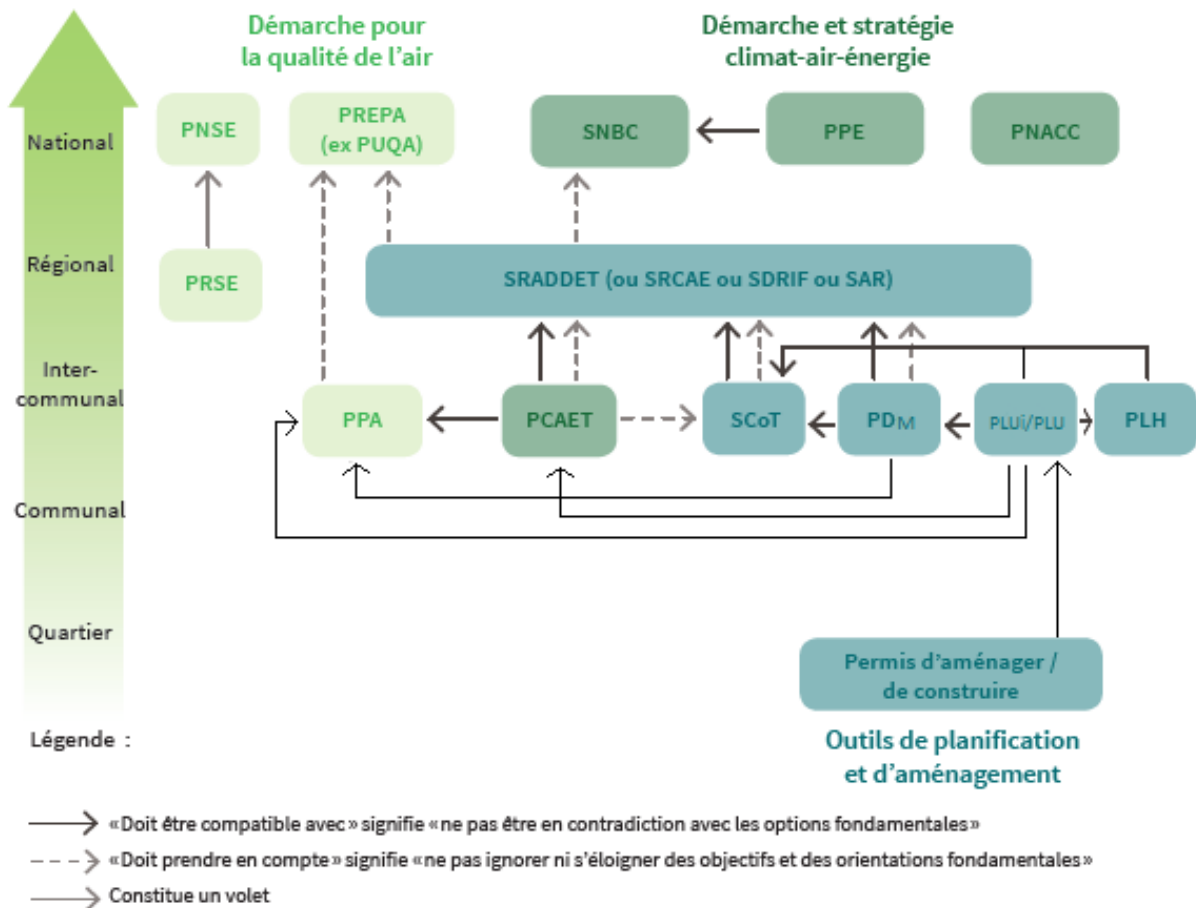 Démarche pour
la qualité de l'air
Démarche et stratégie
climat-air-énergie
National
PNSE
PREPA
(ex PUQA)
SNBC
PPE
PNACC
Régional
PRSE
SRADDET (ou SRCAE ou SDRIF ou SAR)
Inter-
communal
PPA
PCAET
SCoT
PDM
PLUi/PLU
PLH
Communal
Quartier
Permis d'aménager /
de construire
Légende :
Outils de planification
et d'aménagement
«Doit être compatible avec» signifie «ne pas être en contradiction avec les options fondamentales»
«Doit prendre en compte» signifie «ne pas ignorer ni s'éloigner des objectifs et des orientations fondamentales»
Constitue un volet